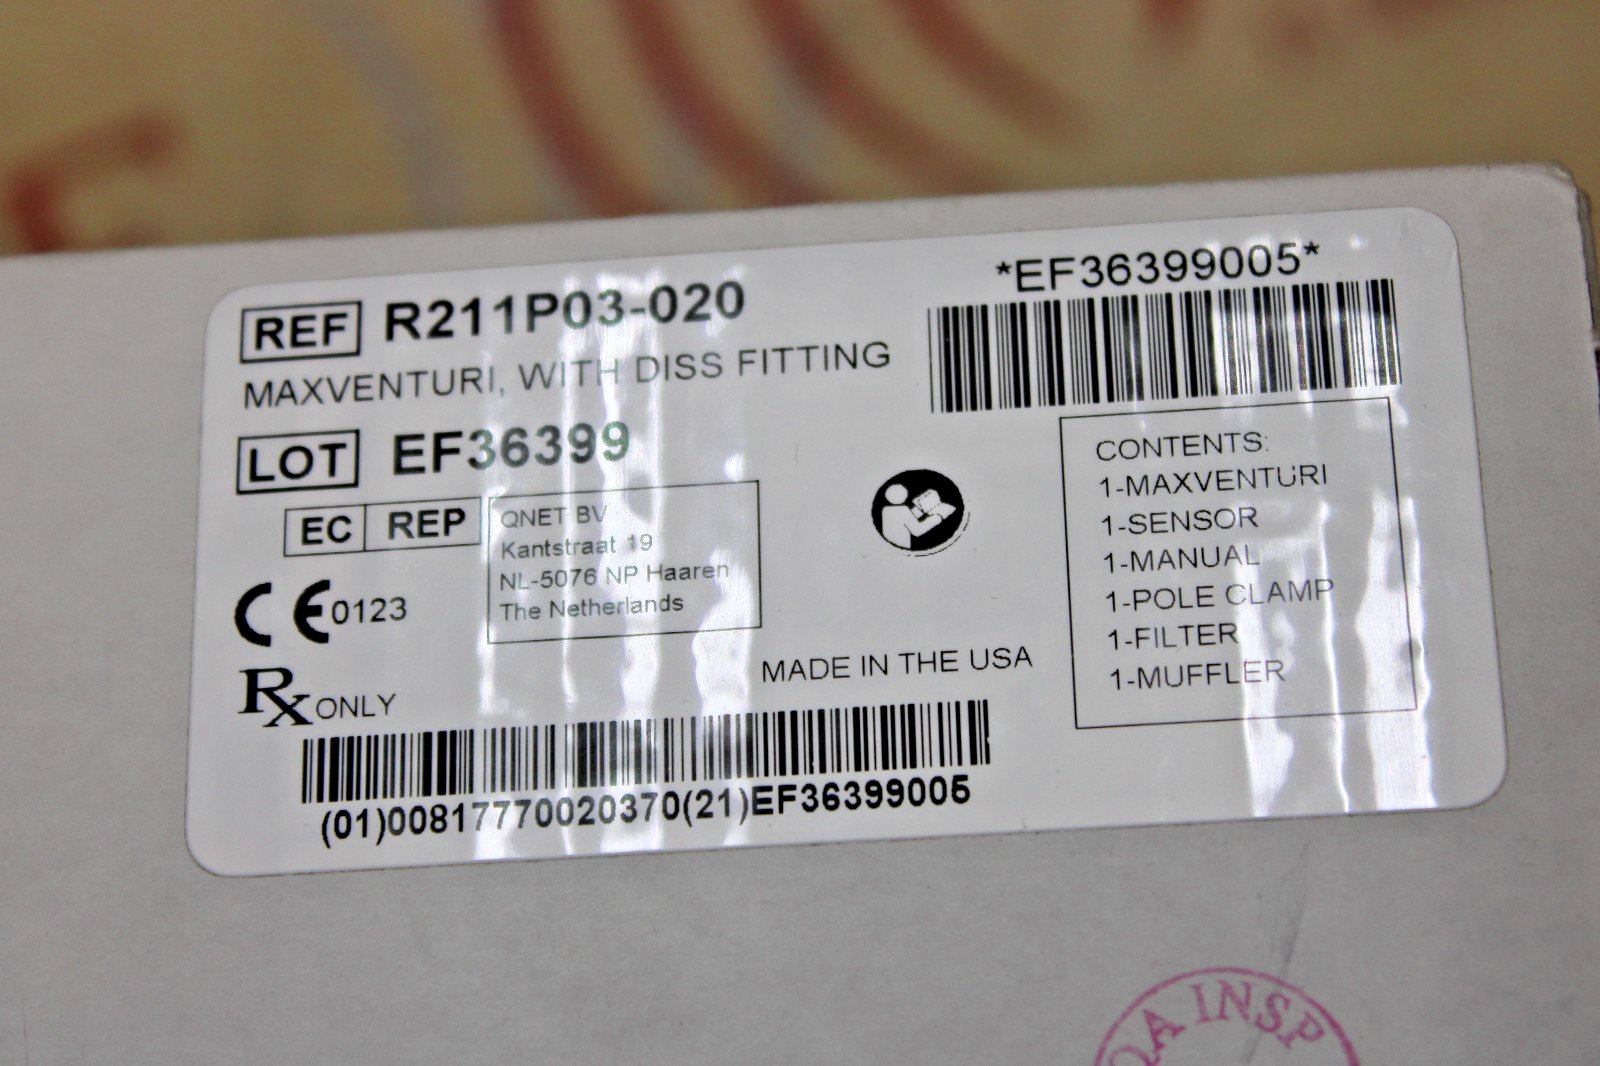 REF R211P03-020
MAXVENTURI, WITH DISS FITTING
LOT EF36399
EC REP
QNET BV
Kantstraat 19
NL-5076 NP Haaren
The Netherlands
CE 0123
Rx ONLY
MADE IN THE USA
*EF36399005*
CONTENTS:
1-MAXVENTURI
1-SENSOR
1-MANUAL
1-POLE CLAMP
1-FILTER
1-MUFFLER
(01)00817770020370(21)EF36399005
QA INSP